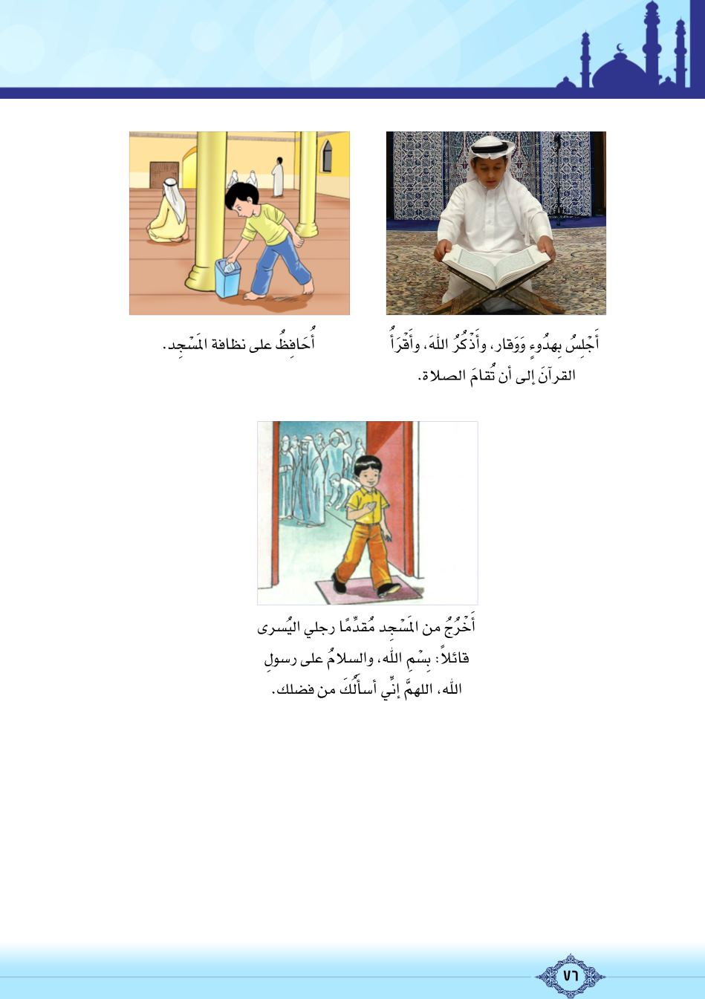 أَجْلِسُ بِهدُوءٍ وَوَقار، وأَذْكُرُ اللهَ، وأَقْرَأُ
القرآنَ إلى أن تُقامَ الصلاة.
أُحَافِظُ على نظافة المَسْجِد.
أَخْرُجُ من المَسْجِد مُقدِّمًا رجلي اليُسرى
قائلاً: بِسْمِ الله، والسلامُ على رسولِ
الله، اللهمَّ إنِّي أسألُكَ من فضلك.
٧٦